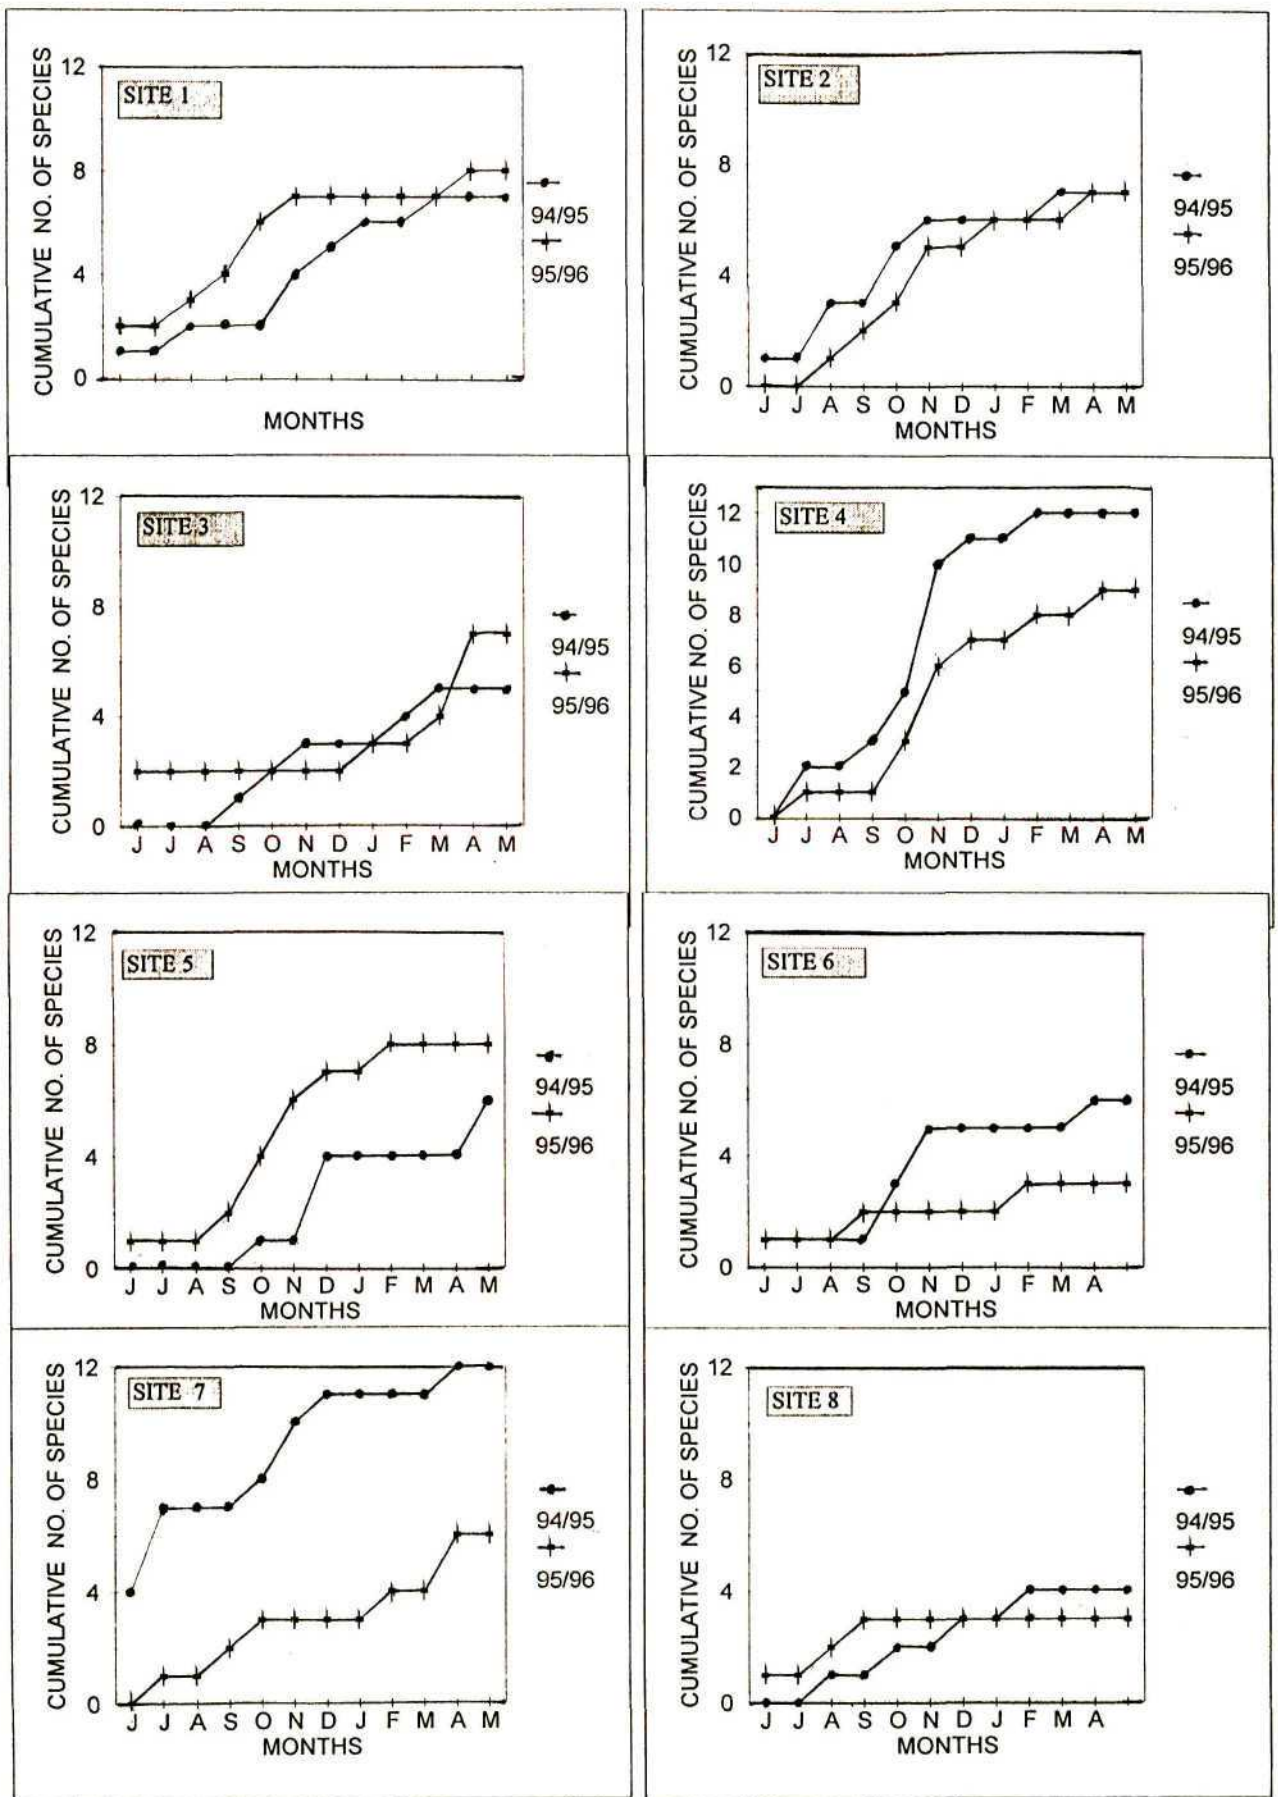 CUMULATIVE NO. OF SPECIES
12
8
4
0
SITE 1
MONTHS
94/95
95/96
CUMULATIVE NO. OF SPECIES
12
8
4
0
SITE 2
J J A S O N D J F M A M
MONTHS
94/95
95/96
CUMULATIVE NO. OF SPECIES
12
8
4
0
SITE 3
J J A S O N D J F M A M
MONTHS
94/95
95/96
CUMULATIVE NO. OF SPECIES
12
10
8
6
4
2
0
SITE 4
J J A S O N D J F M A M
MONTHS
94/95
95/96
CUMULATIVE NO. OF SPECIES
12
8
4
0
SITE 5
J J A S O N D J F M A M
MONTHS
94/95
95/96
CUMULATIVE NO. OF SPECIES
12
8
4
0
SITE 6
J J A S O N D J F M A
MONTHS
94/95
95/96
CUMULATIVE NO. OF SPECIES
12
8
4
0
SITE 7
J J A S O N D J F M A M
MONTHS
94/95
95/96
CUMULATIVE NO. OF SPECIES
12
8
4
0
SITE 8
J J A S O N D J F M A
MONTHS
94/95
95/96